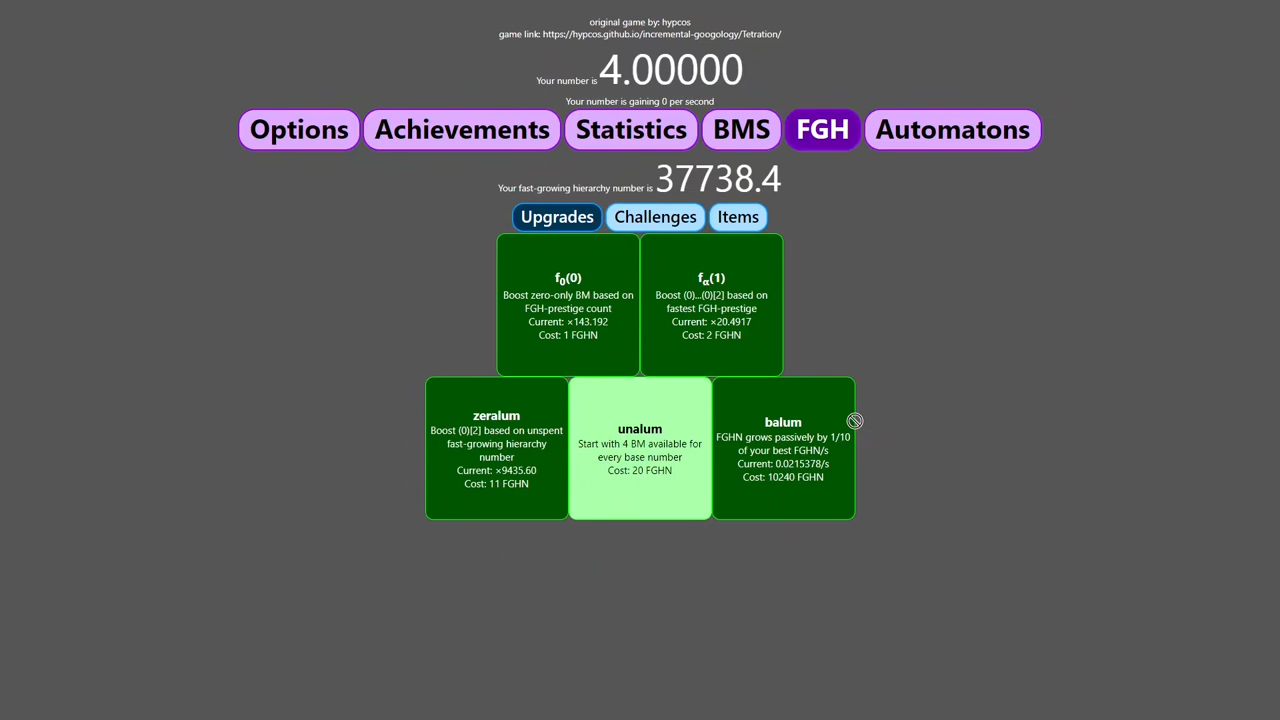 original game by: hypcos
game link: https://hypcos.github.io/incremental-googology/Tetration/
Your number is 4.00000
Your number is gaining 0 per second
Options Achievements Statistics BMS FGH Automatons
Your fast-growing hierarchy number is 37738.4
Upgrades Challenges Items
f0(0)
Boost zero-only BM based on
FGH-prestige count
Current: ×143.192
Cost: 1 FGHN
fα(1)
Boost (0)...(0)[2] based on
fastest FGH-prestige
Current: ×20.4917
Cost: 2 FGHN
zeralum
Boost (0)[2] based on unspent
fast-growing hierarchy
number
Current: ×9435.60
Cost: 11 FGHN
unalum
Start with 4 BM available for
every base number
Cost: 20 FGHN
balum
FGHN grows passively by 1/10
of your best FGHN/s
Current: 0.0215378/s
Cost: 10240 FGHN